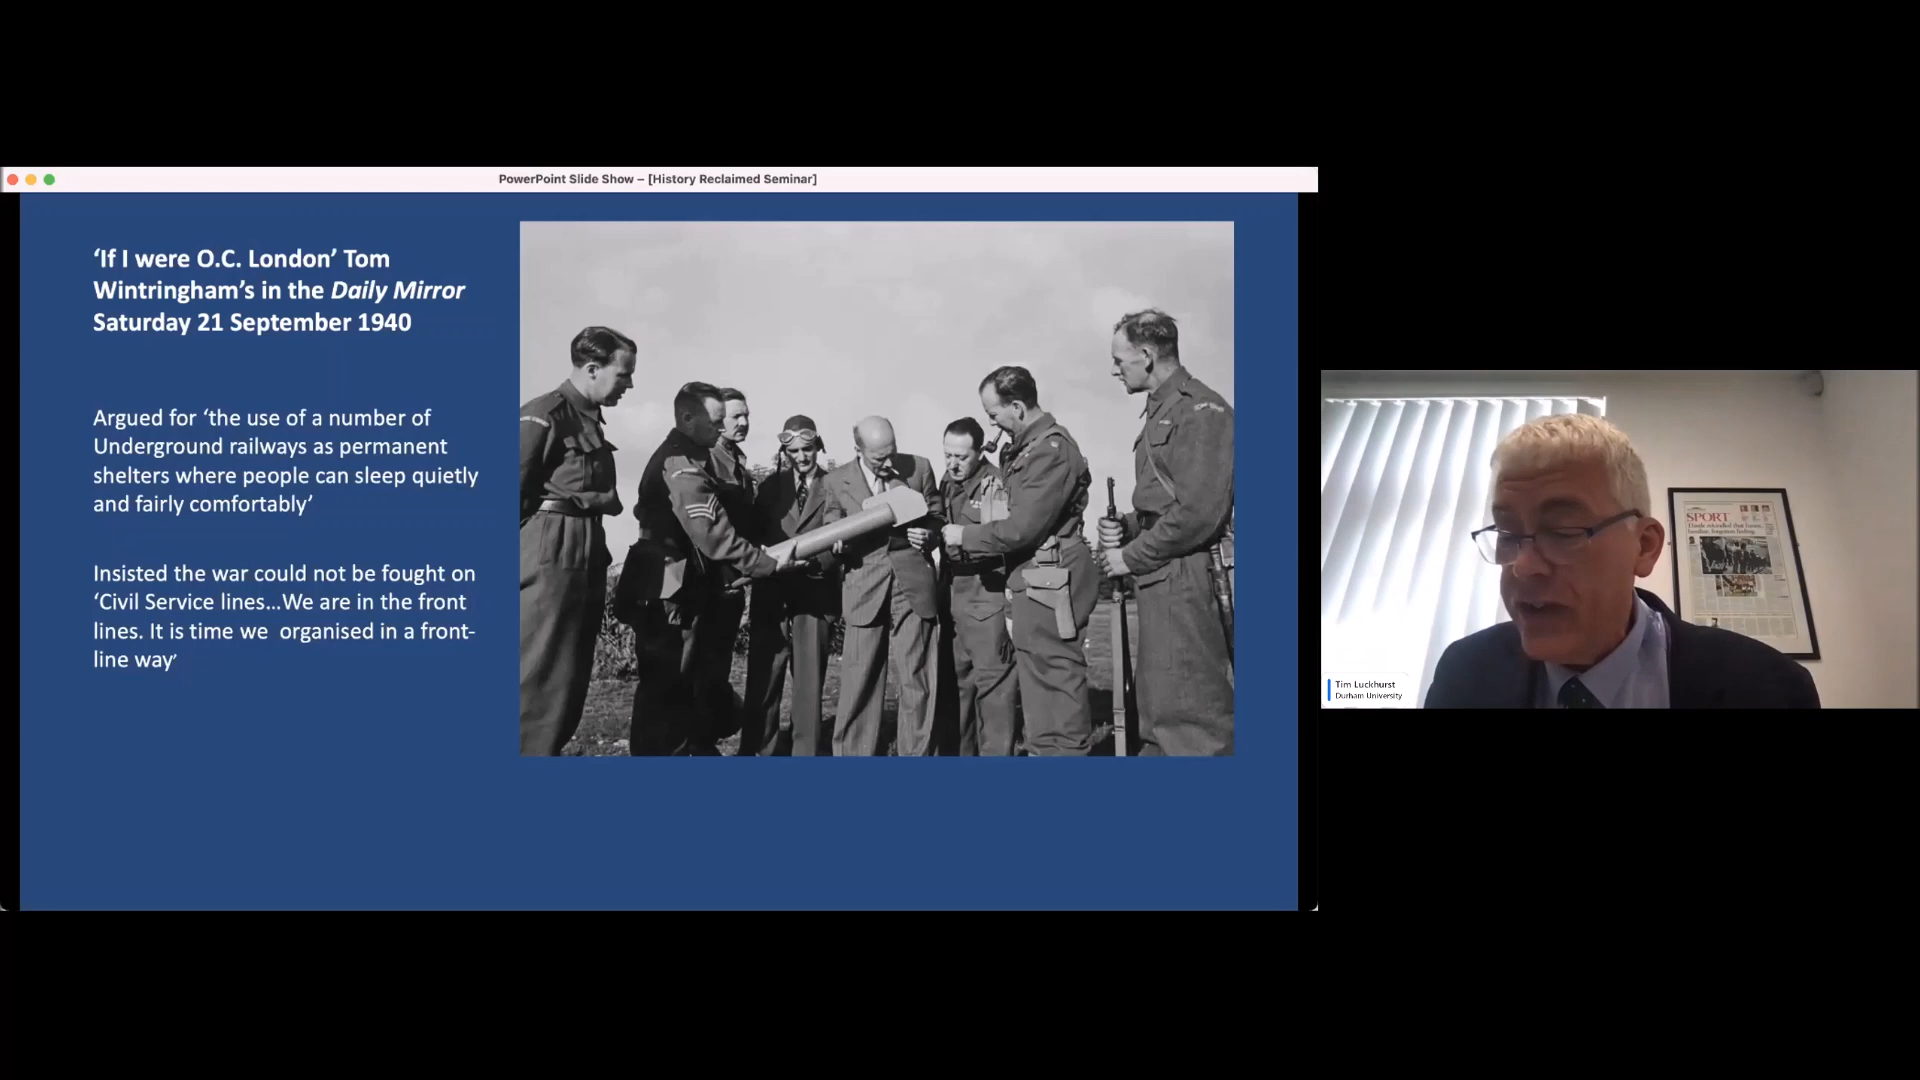 PowerPoint Slide Show – [History Reclaimed Seminar]
‘If I were O.C. London’ Tom
Wintringham’s in the Daily Mirror
Saturday 21 September 1940
Argued for ‘the use of a number of
Underground railways as permanent
shelters where people can sleep quietly
and fairly comfortably’
Insisted the war could not be fought on
‘Civil Service lines...We are in the front
lines. It is time we  organised in a front-
line way’
SPORT
Tim Luckhurst
Durham University